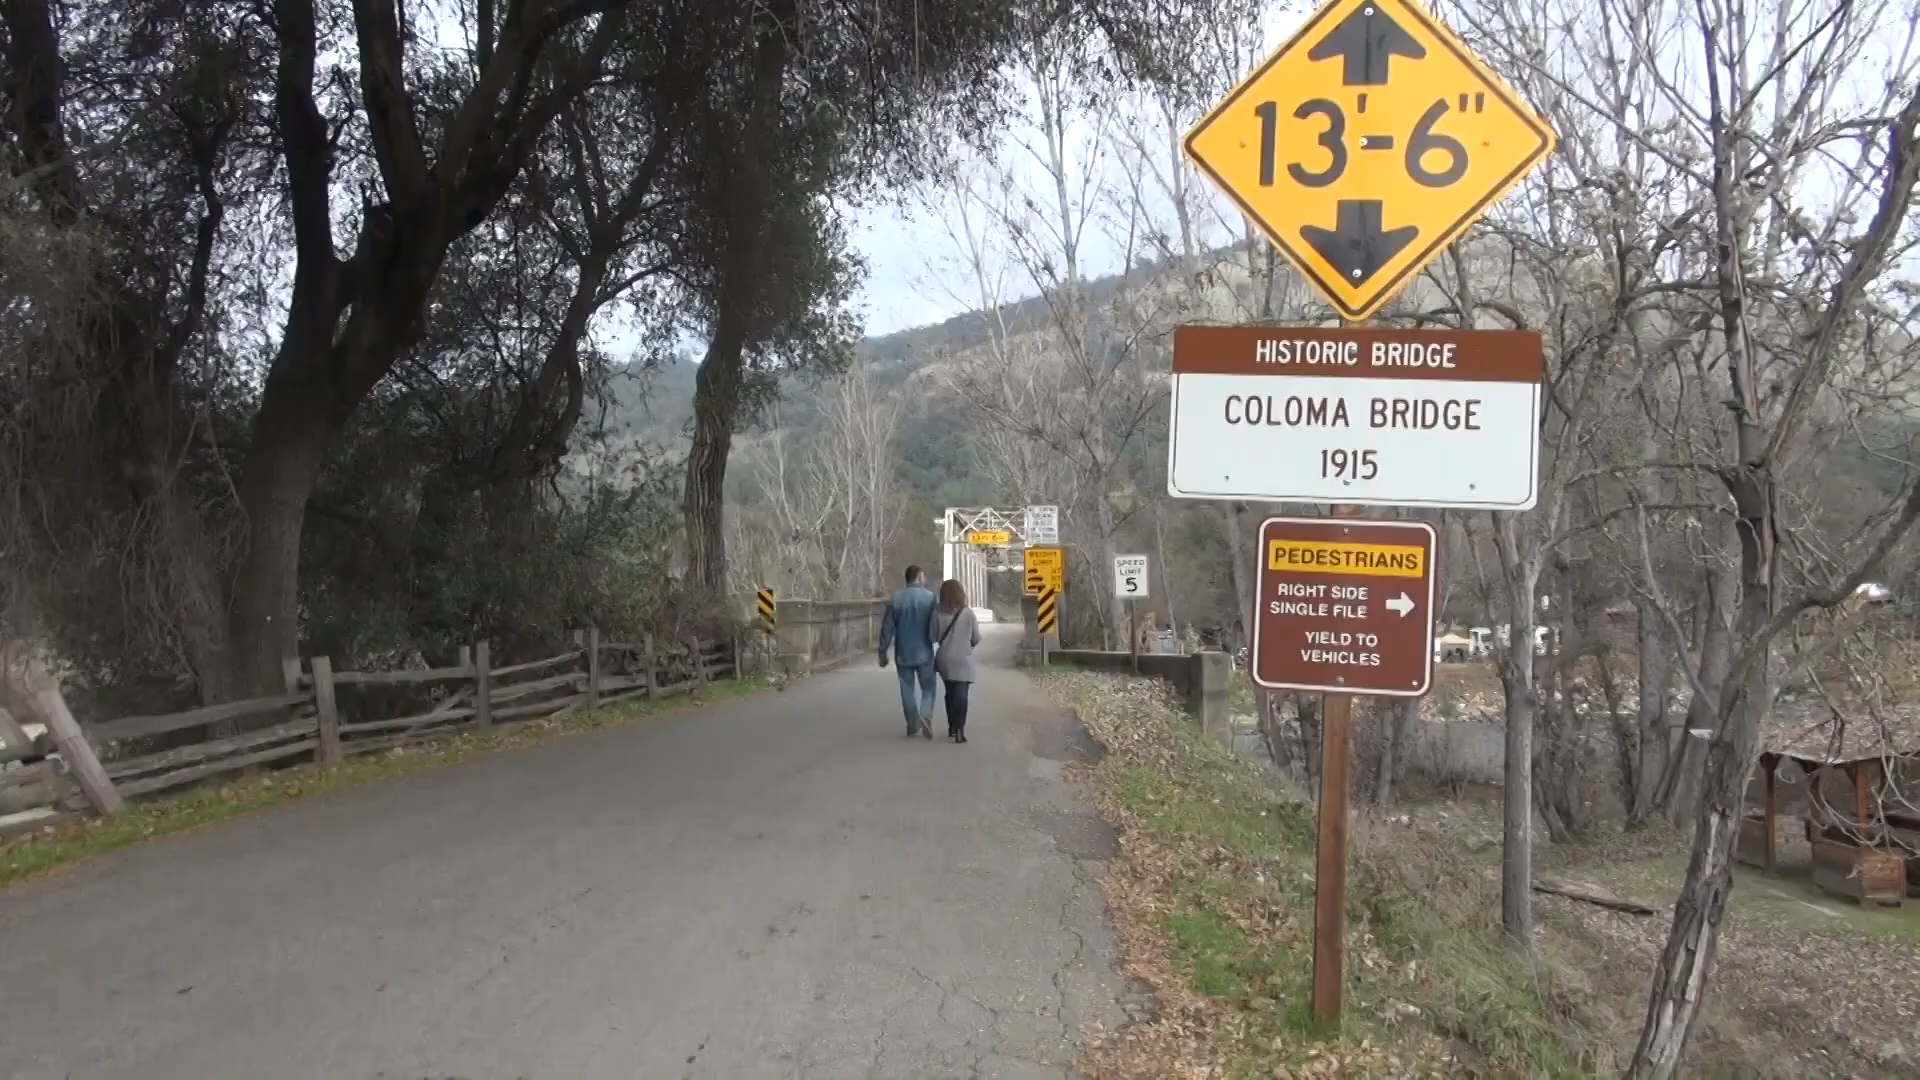 13'-6"
HISTORIC BRIDGE
COLOMA BRIDGE
1915
PEDESTRIANS
RIGHT SIDE
SINGLE FILE
YIELD TO
VEHICLES
WEIGHT
LIMIT
SPEED
LIMIT
5